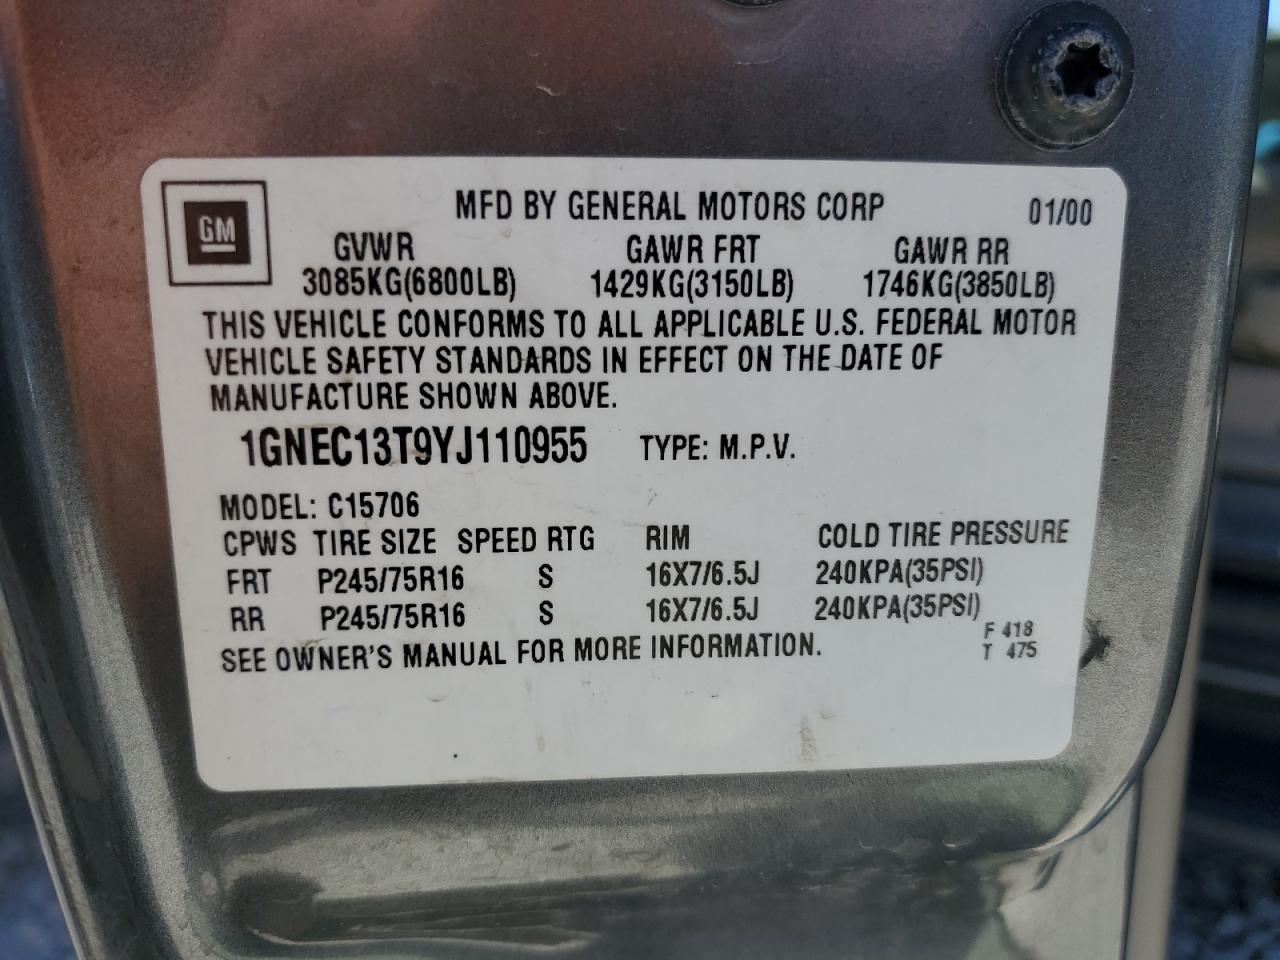 GM
MFD BY GENERAL MOTORS CORP 01/00
GVWR GAWR FRT GAWR RR
3085KG(6800LB) 1429KG(3150LB) 1746KG(3850LB)
THIS VEHICLE CONFORMS TO ALL APPLICABLE U.S. FEDERAL MOTOR
VEHICLE SAFETY STANDARDS IN EFFECT ON THE DATE OF
MANUFACTURE SHOWN ABOVE.
1GNEC13T9YJ110955 TYPE: M.P.V.
MODEL: C15706
CPWS TIRE SIZE SPEED RTG RIM COLD TIRE PRESSURE
FRT P245/75R16 S 16X7/6.5J 240KPA(35PSI)
RR P245/75R16 S 16X7/6.5J 240KPA(35PSI)
SEE OWNER'S MANUAL FOR MORE INFORMATION.
F 418
T 475